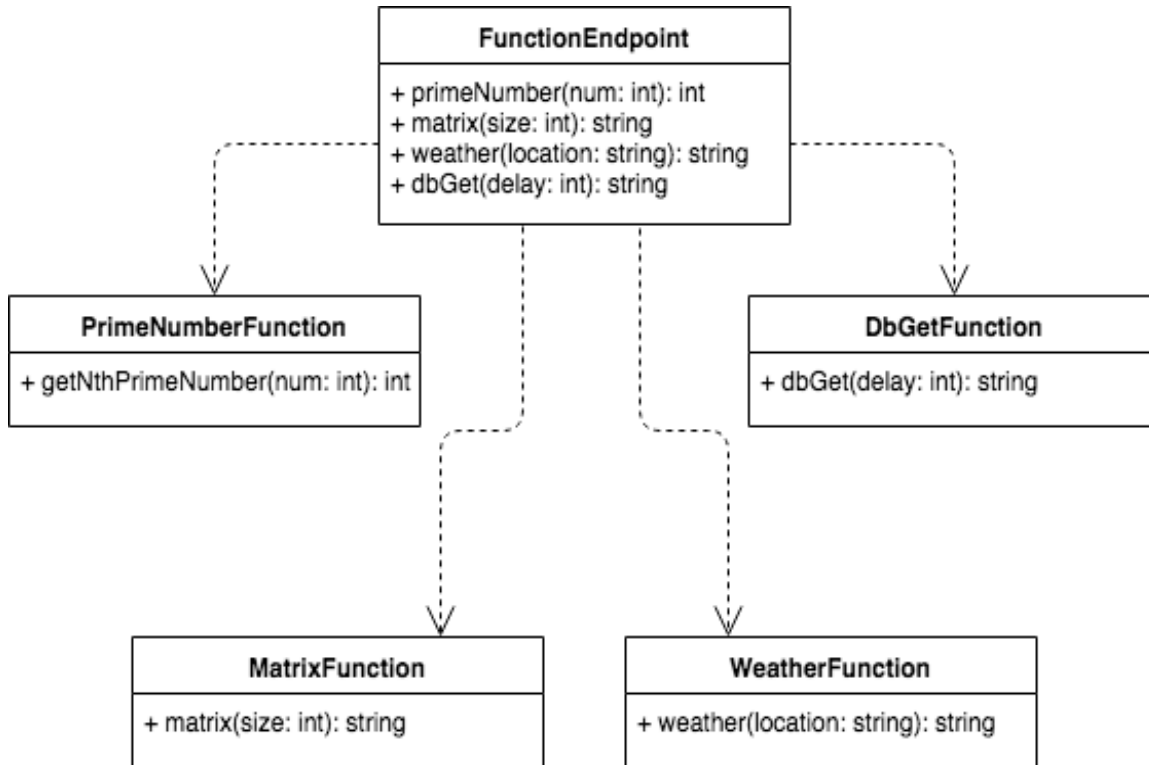 FunctionEndpoint
+ primeNumber(num: int): int
+ matrix(size: int): string
+ weather(location: string): string
+ dbGet(delay: int): string
PrimeNumberFunction
+ getNthPrimeNumber(num: int): int
DbGetFunction
+ dbGet(delay: int): string
MatrixFunction
+ matrix(size: int): string
WeatherFunction
+ weather(location: string): string